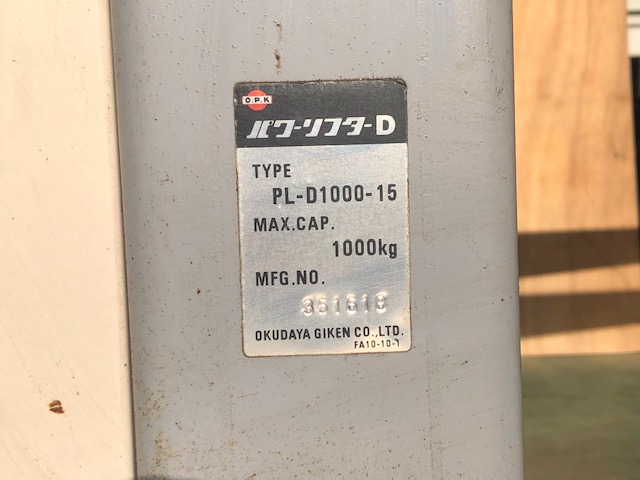 O.P.K
パワーリフターD
TYPE
PL-D1000-15
MAX.CAP.
1000kg
MFG.NO.
351618
OKUDAYA GIKEN CO.,LTD.
FA10-10-1